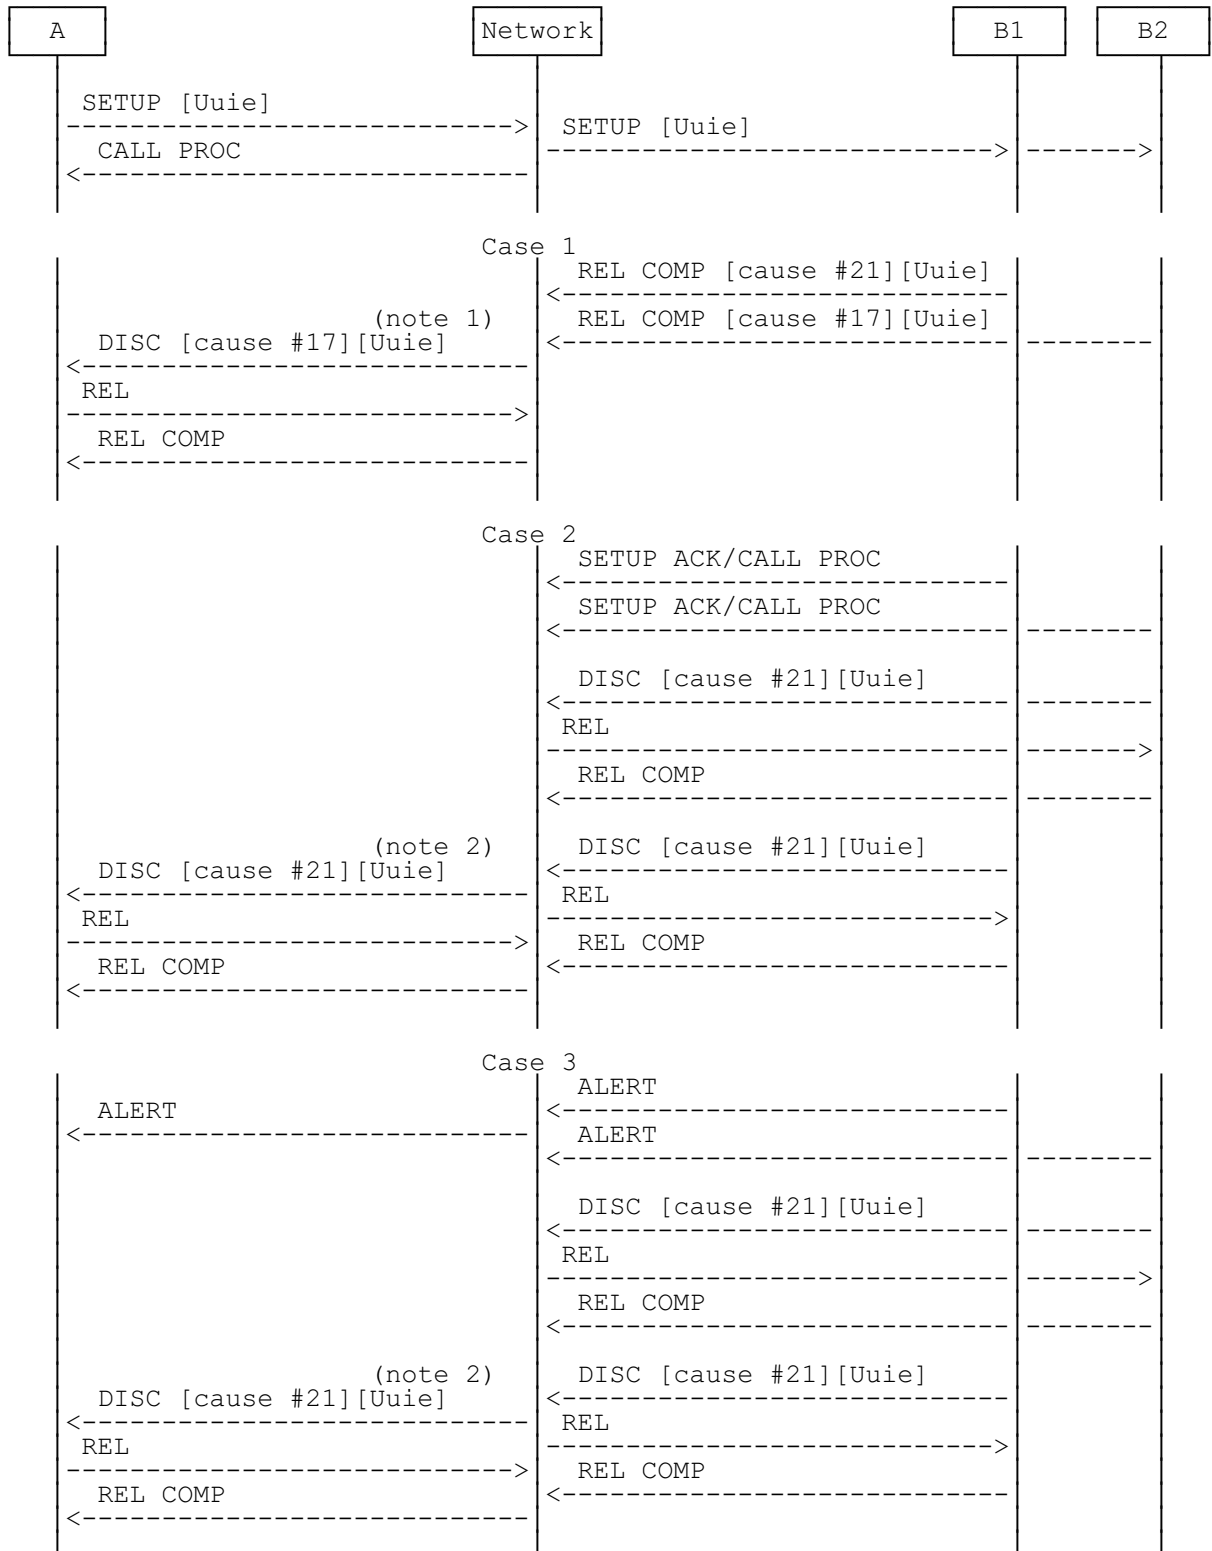 A Network B1 B2
SETUP [Uuie]
SETUP [Uuie]
CALL PROC
Case 1
REL COMP [cause #21][Uuie]
(note 1) REL COMP [cause #17][Uuie]
DISC [cause #17][Uuie]
REL
REL COMP
Case 2
SETUP ACK/CALL PROC
SETUP ACK/CALL PROC
DISC [cause #21][Uuie]
REL
REL COMP
(note 2) DISC [cause #21][Uuie]
DISC [cause #21][Uuie]
REL
REL
REL COMP
REL COMP
Case 3
ALERT
ALERT
ALERT
DISC [cause #21][Uuie]
REL
REL COMP
(note 2) DISC [cause #21][Uuie]
DISC [cause #21][Uuie]
REL
REL
REL COMP
REL COMP